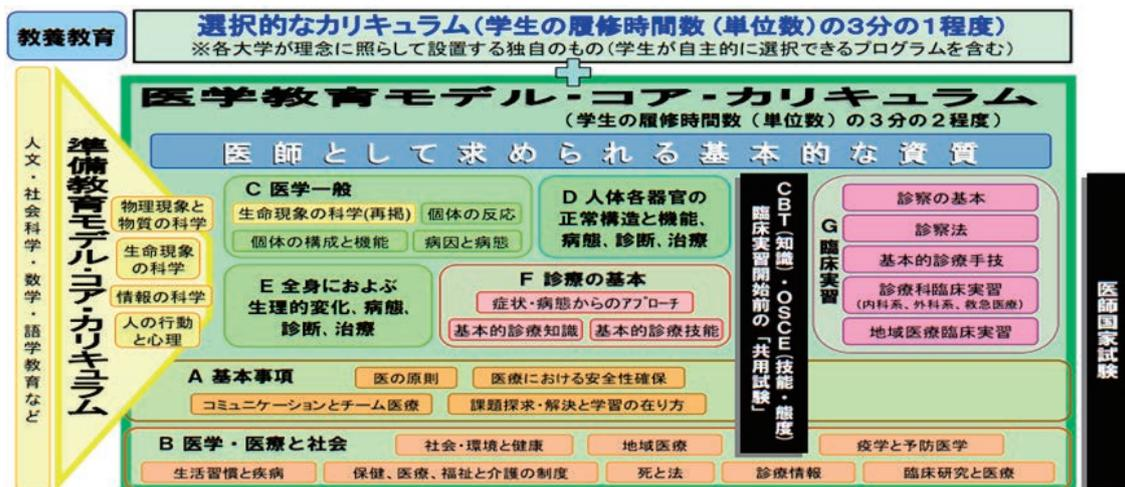 教養教育
選択的なカリキュラム(学生の履修時間数(単位数)の3分の1程度)
※各大学が理念に照らして設置する独自のもの(学生が自主的に選択できるプログラムを含む)
人文・社会科学・数学・語学教育など
準備教育モデル・コア・カリキュラム
物理現象と
物質の科学
生命現象
の科学
情報の科学
人の行動
と心理
医学教育モデル・コア・カリキュラム
(学生の履修時間数(単位数)の3分の2程度)
医師として求められる基本的な資質
C 医学一般
生命現象の科学(再掲)
個体の反応
個体の構成と機能
病因と病態
D 人体各器官の
正常構造と機能、
病態、診断、治療
E 全身におよぶ
生理的変化、病態、
診断、治療
F 診療の基本
症状・病態からのアプローチ
基本的診療知識
基本的診療技能
CBT(知識)・OSCE(技能・態度)
臨床実習開始前の「共用試験」
G 臨床実習
診察の基本
診察法
基本的診療手技
診療科臨床実習
(内科系、外科系、救急医療)
地域医療臨床実習
医師国家試験
A 基本事項
医の原則
医療における安全性確保
コミュニケーションとチーム医療
課題探求・解決と学習の在り方
B 医学・医療と社会
社会・環境と健康
地域医療
疫学と予防医学
生活習慣と疾病
保健、医療、福祉と介護の制度
死と法
診療情報
臨床研究と医療